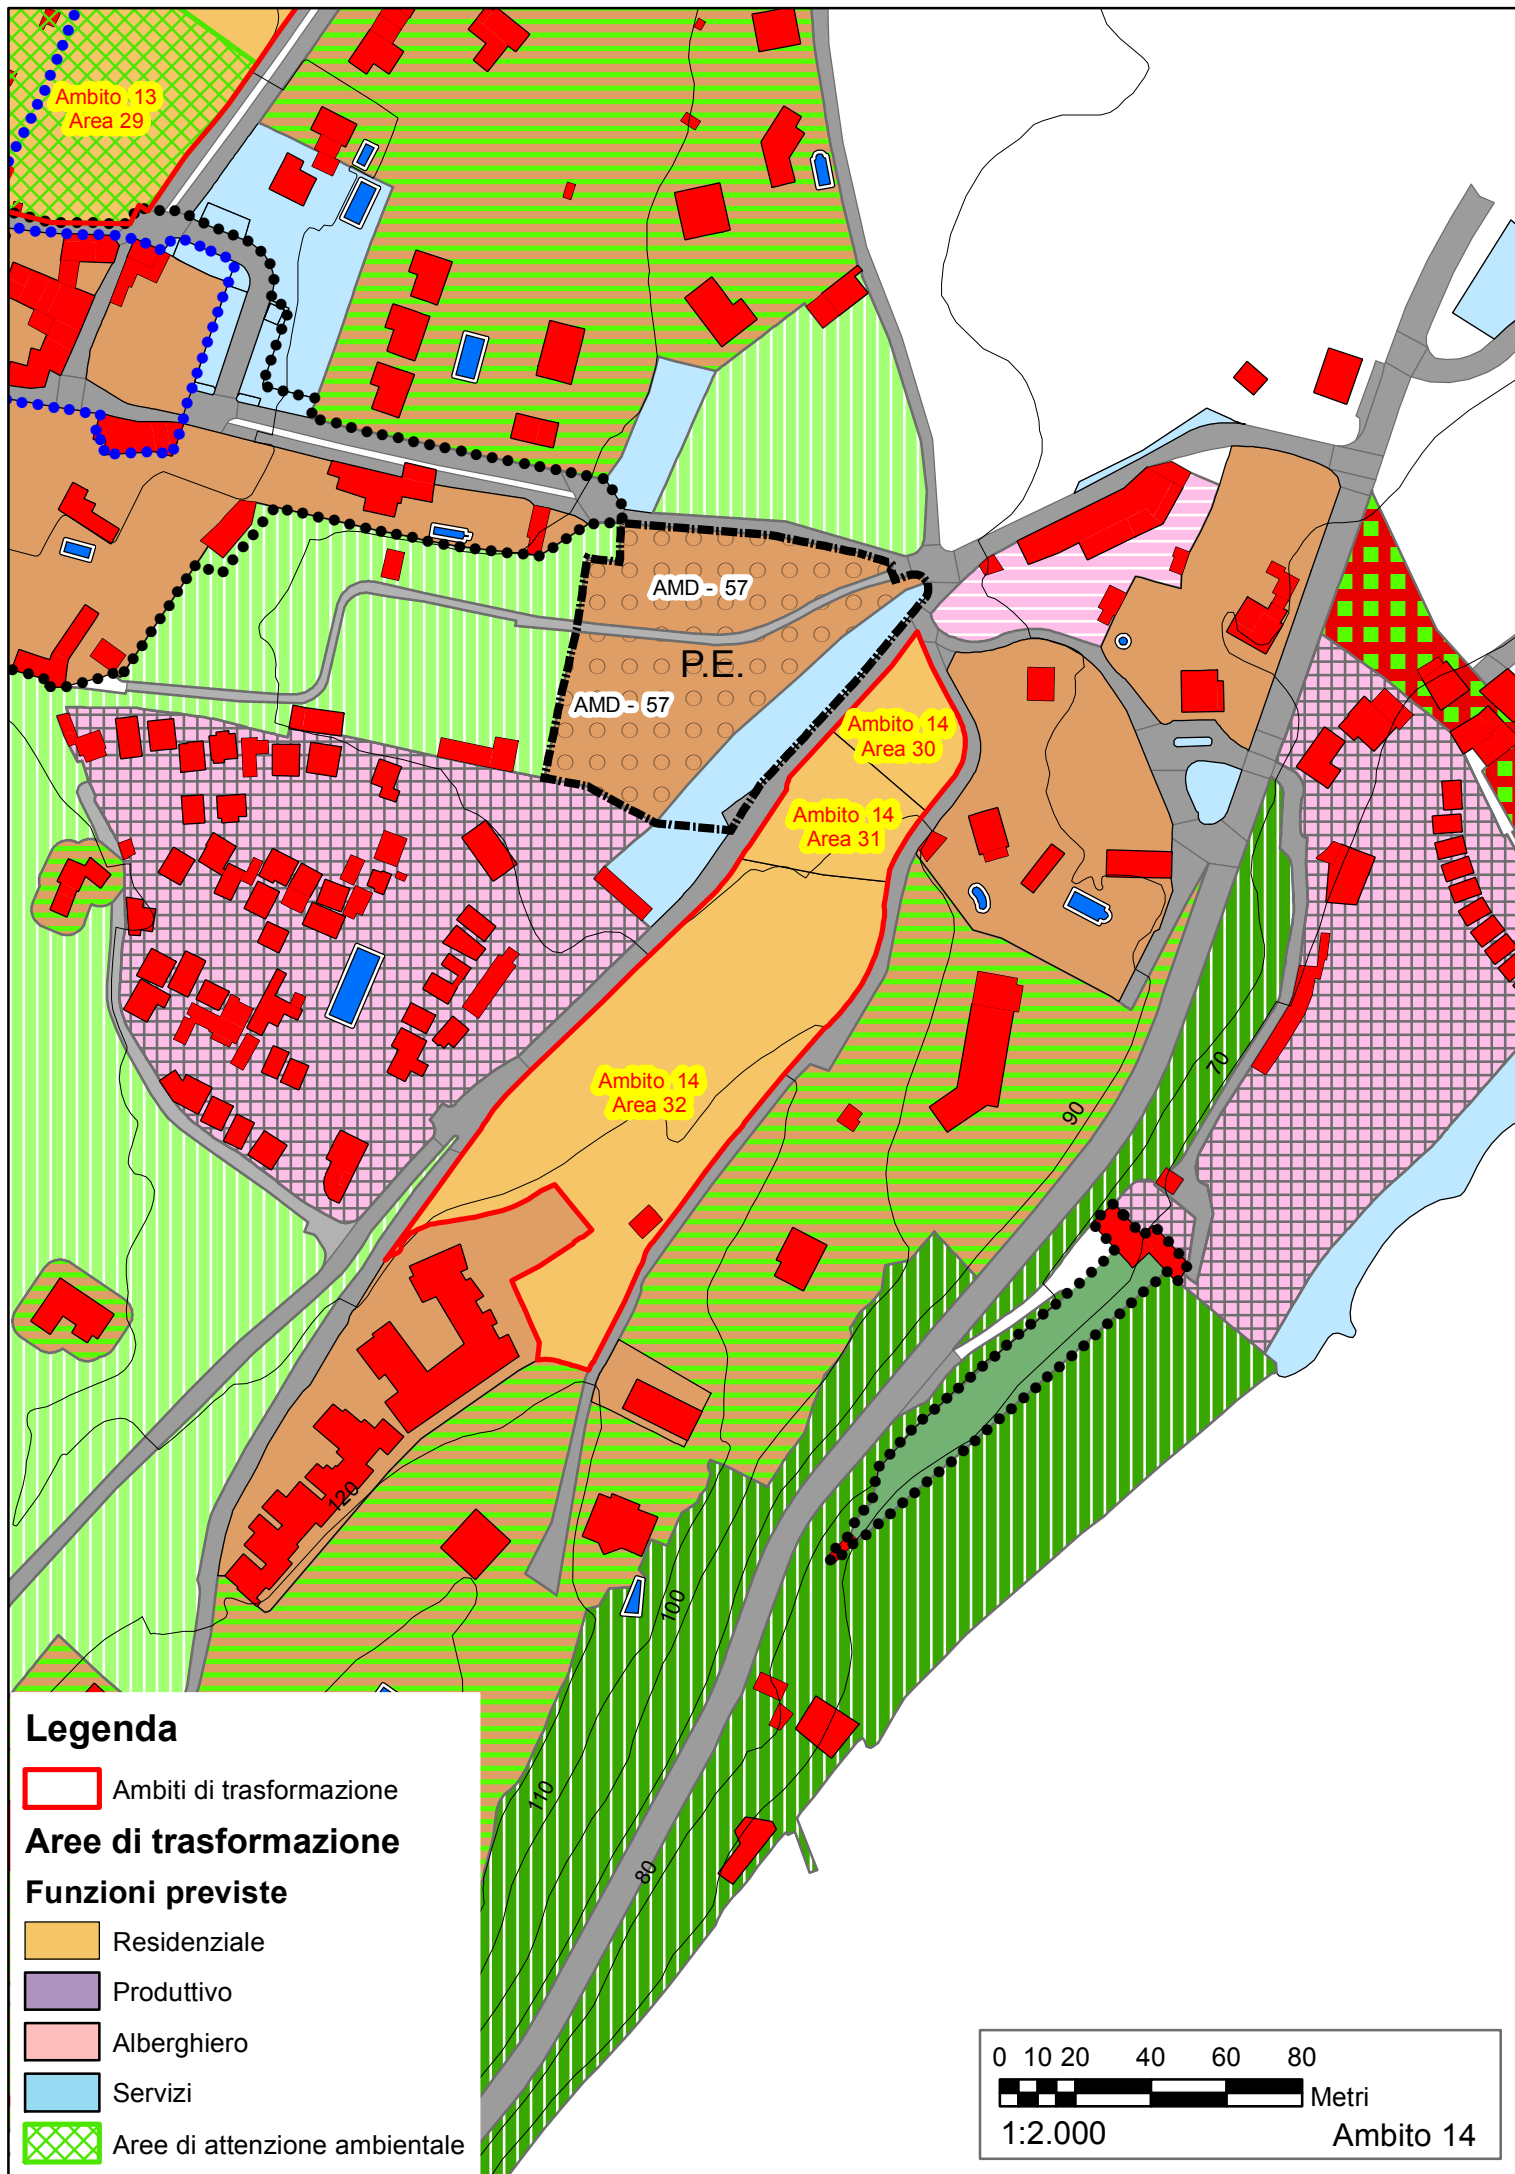 Ambito 13
Area 29
AMD - 57
P.E.
AMD - 57
Ambito 14
Area 30
Ambito 14
Area 31
Ambito 14
Area 32
70
90
120
100
110
80
Legenda
Ambiti di trasformazione
Aree di trasformazione
Funzioni previste
Residenziale
Produttivo
Alberghiero
Servizi
Aree di attenzione ambientale
0 10 20 40 60 80
Metri
1:2.000
Ambito 14